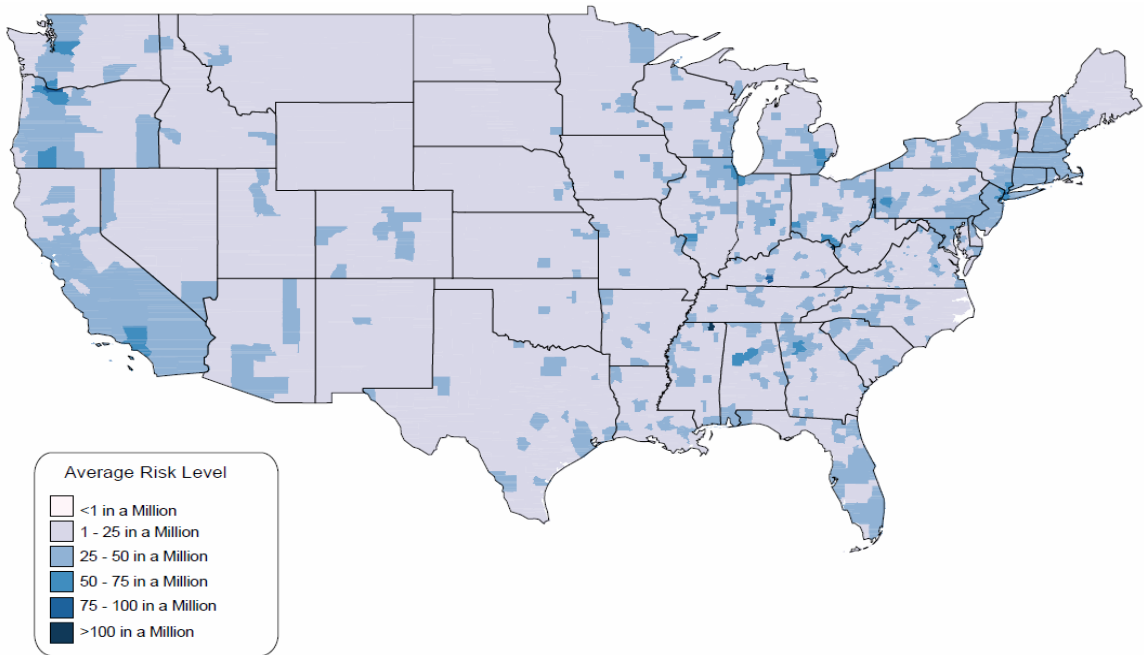 Average Risk Level
<1 in a Million
1 - 25 in a Million
25 - 50 in a Million
50 - 75 in a Million
75 - 100 in a Million
>100 in a Million